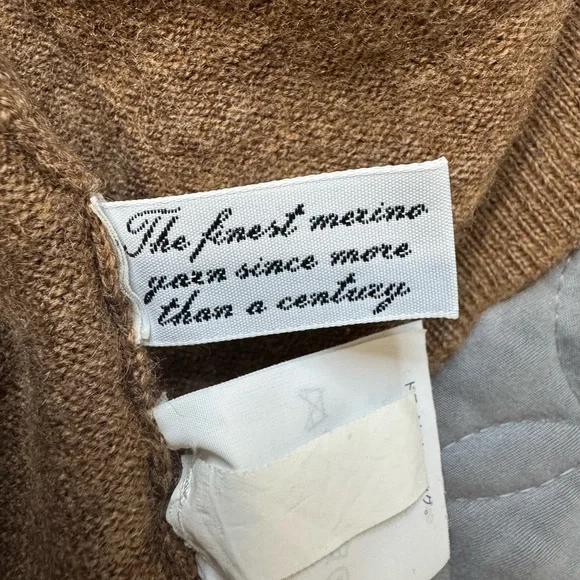 The finest merino
yarn since more
than a century